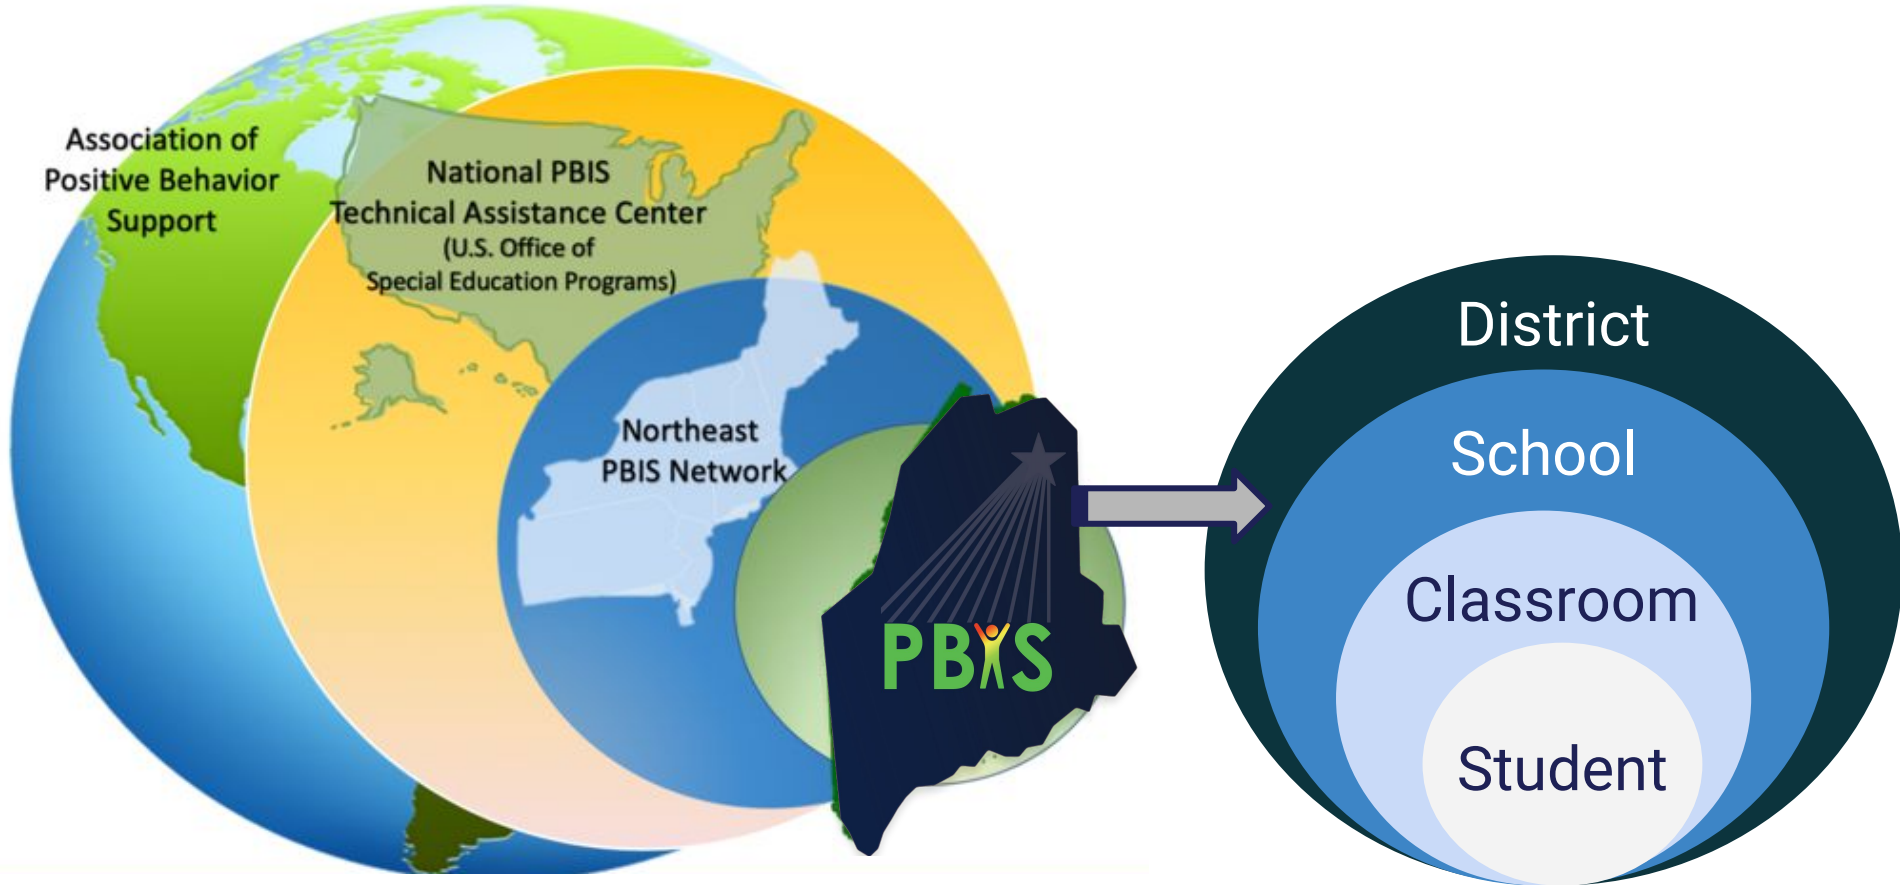 Association of
Positive Behavior
Support
National PBIS
Technical Assistance Center
(U.S. Office of
Special Education Programs)
Northeast
PBIS Network
PBIS
District
School
Classroom
Student